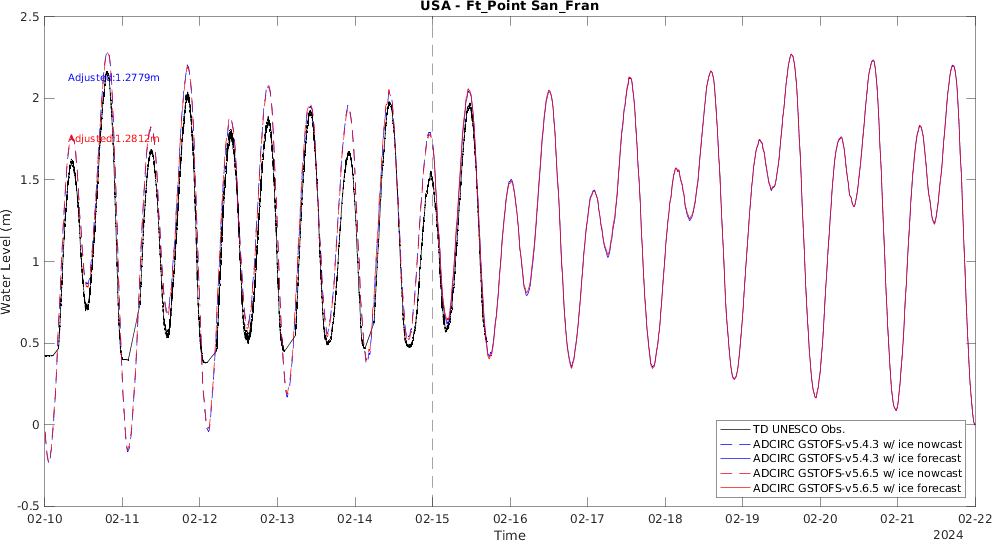 USA - Ft_Point San_Fran
2.5
2
1.5
1
0.5
0
-0.5
Water Level (m)
Adjusted:1.2779m
Adjusted:1.2812m
TD UNESCO Obs.
ADCIRC GSTOFS-v5.4.3 w/ ice nowcast
ADCIRC GSTOFS-v5.4.3 w/ ice forecast
ADCIRC GSTOFS-v5.6.5 w/ ice nowcast
ADCIRC GSTOFS-v5.6.5 w/ ice forecast
02-10 02-11 02-12 02-13 02-14 02-15 02-16 02-17 02-18 02-19 02-20 02-21 02-22
Time
2024